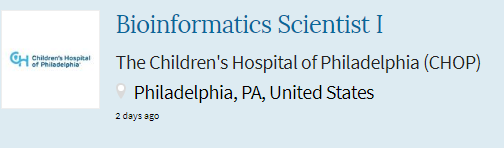 Bioinformatics Scientist I
Children's Hospital
of Philadelphia
The Children's Hospital of Philadelphia (CHOP)
Philadelphia, PA, United States
2 days ago